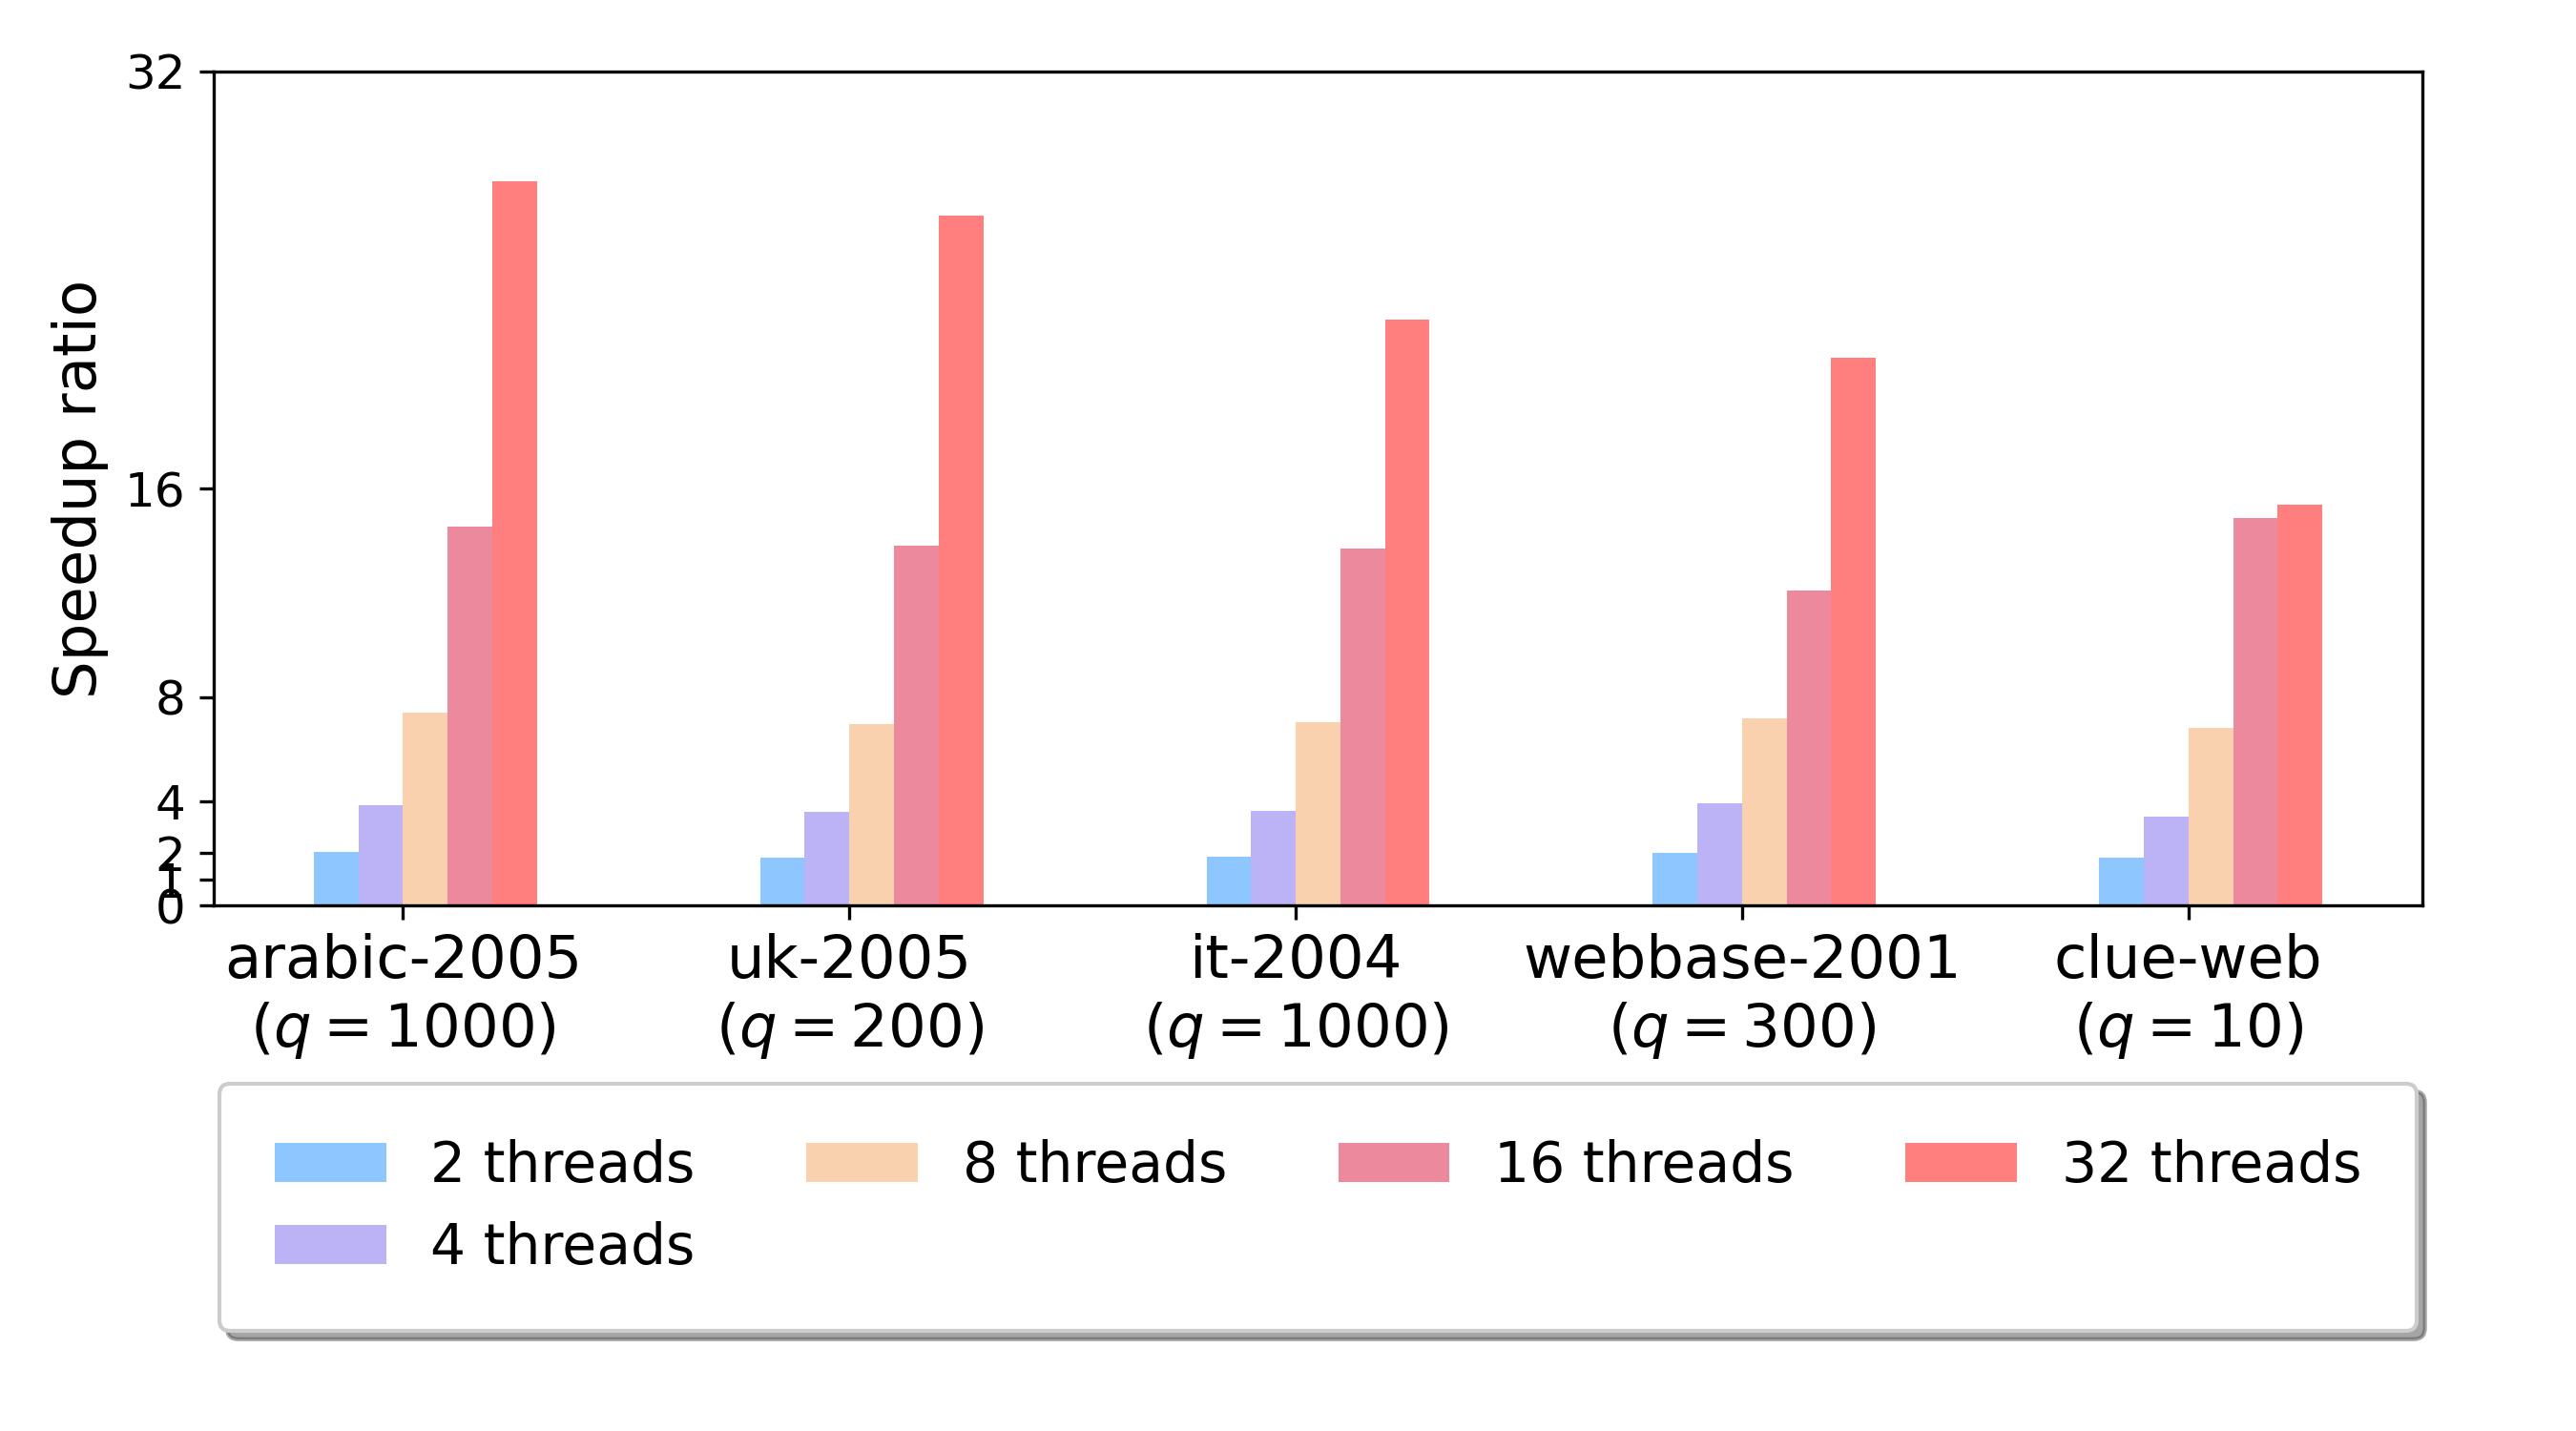 32
16
8
4
2
1
0
Speedup ratio
arabic-2005 uk-2005 it-2004 webbase-2001 clue-web
(q = 1000) (q = 200) (q = 1000) (q = 300) (q = 10)
2 threads 8 threads 16 threads 32 threads
4 threads